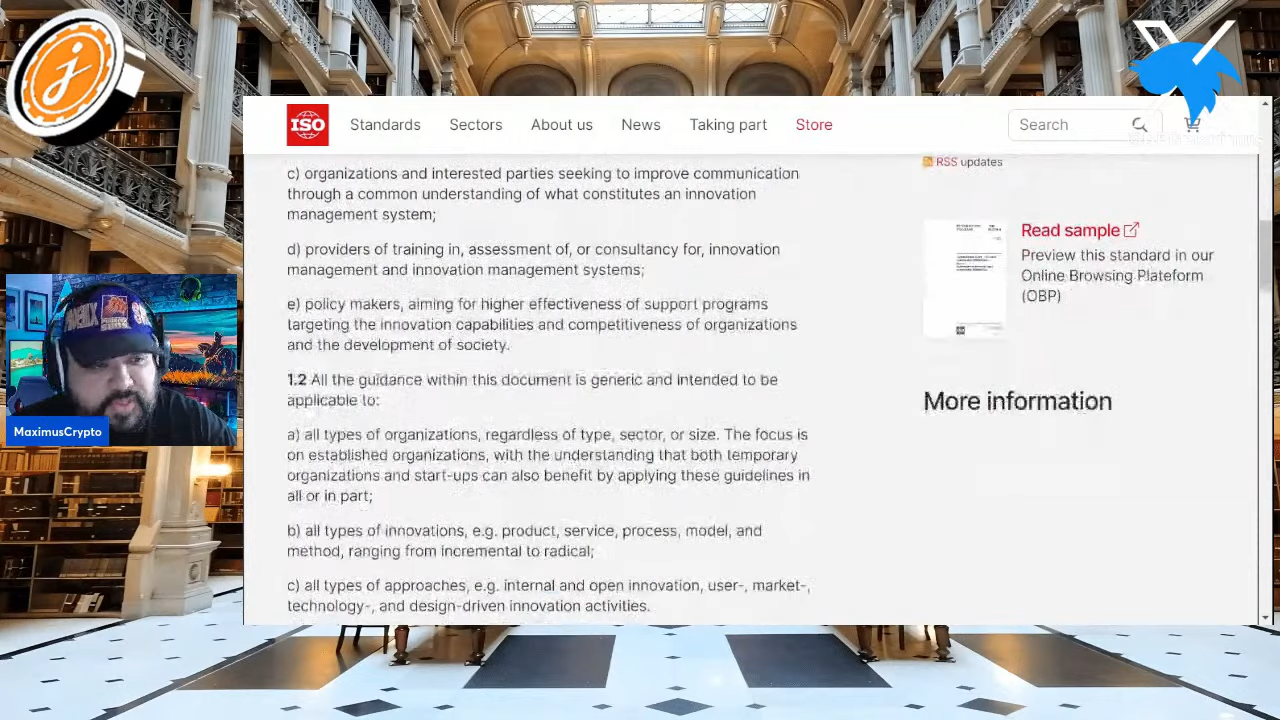 ISO
Standards
Sectors
About us
News
Taking part
Store
Search
c) organizations and interested parties seeking to improve communication
through a common understanding of what constitutes an innovation
management system;
providers of training in, assessment of, or consultancy for, innovation
management and innovation management systems;
e) policy makers, aiming for higher effectiveness of support programs
targeting the innovation capabilities and competitiveness of organizations
and the development of society.
1.2 All the guidance within this document is generic and intended to be
applicable to:
a) all types of organizations, regardless of type, sector, or size. The focus is
on established organizations, with the understanding that both temporary
organizations and start-ups can also benefit by applying these guidelines in
all or in part;
b) all types of innovations, e.g. product, service, process, model, and
method, ranging from incremental to radical;
c) all types of approaches, e.g. internal and open innovation, user-, market-,
technology-, and design-driven innovation activities.
RSS updates
Read sample
Preview this standard in our
Online Browsing Plateform
(OBP)
More information
MaximusCrypto